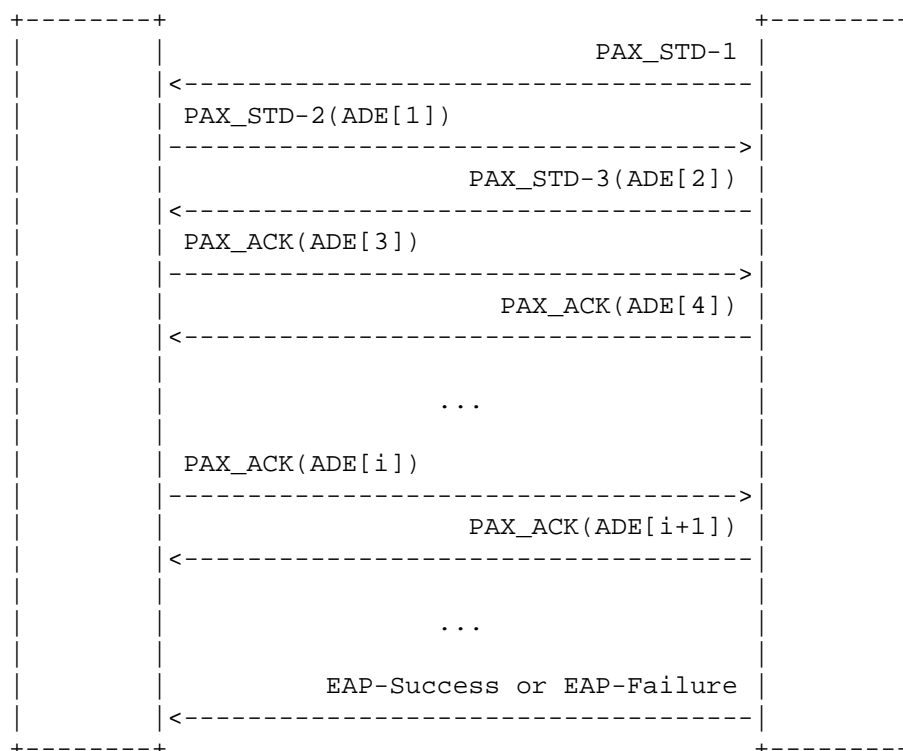 PAX_STD-1
PAX_STD-2(ADE[1])
PAX_STD-3(ADE[2])
PAX_ACK(ADE[3])
PAX_ACK(ADE[4])
...
PAX_ACK(ADE[i])
PAX_ACK(ADE[i+1])
...
EAP-Success or EAP-Failure